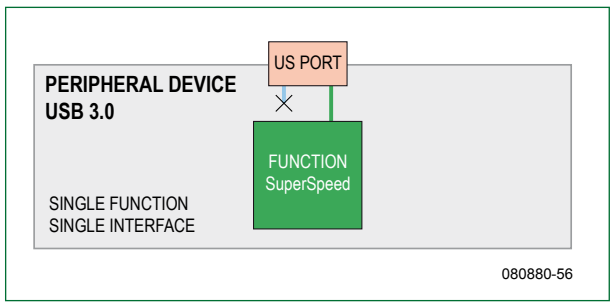 US PORT
PERIPHERAL DEVICE
USB 3.0
FUNCTION
SuperSpeed
SINGLE FUNCTION
SINGLE INTERFACE
080880-56